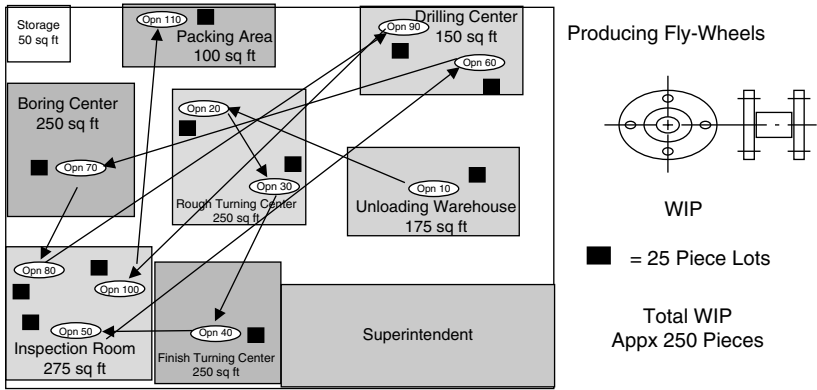 Storage
50 sq ft
Opn 110
Packing Area
100 sq ft
Drilling Center
150 sq ft
Opn 90
Opn 60
Boring Center
250 sq ft
Opn 70
Opn 20
Opn 30
Rough Turning Center
250 sq ft
Opn 10
Unloading Warehouse
175 sq ft
Opn 80
Opn 100
Opn 50
Inspection Room
275 sq ft
Opn 40
Finish Turning Center
250 sq ft
Superintendent
Producing Fly-Wheels
WIP
= 25 Piece Lots
Total WIP
Appx 250 Pieces